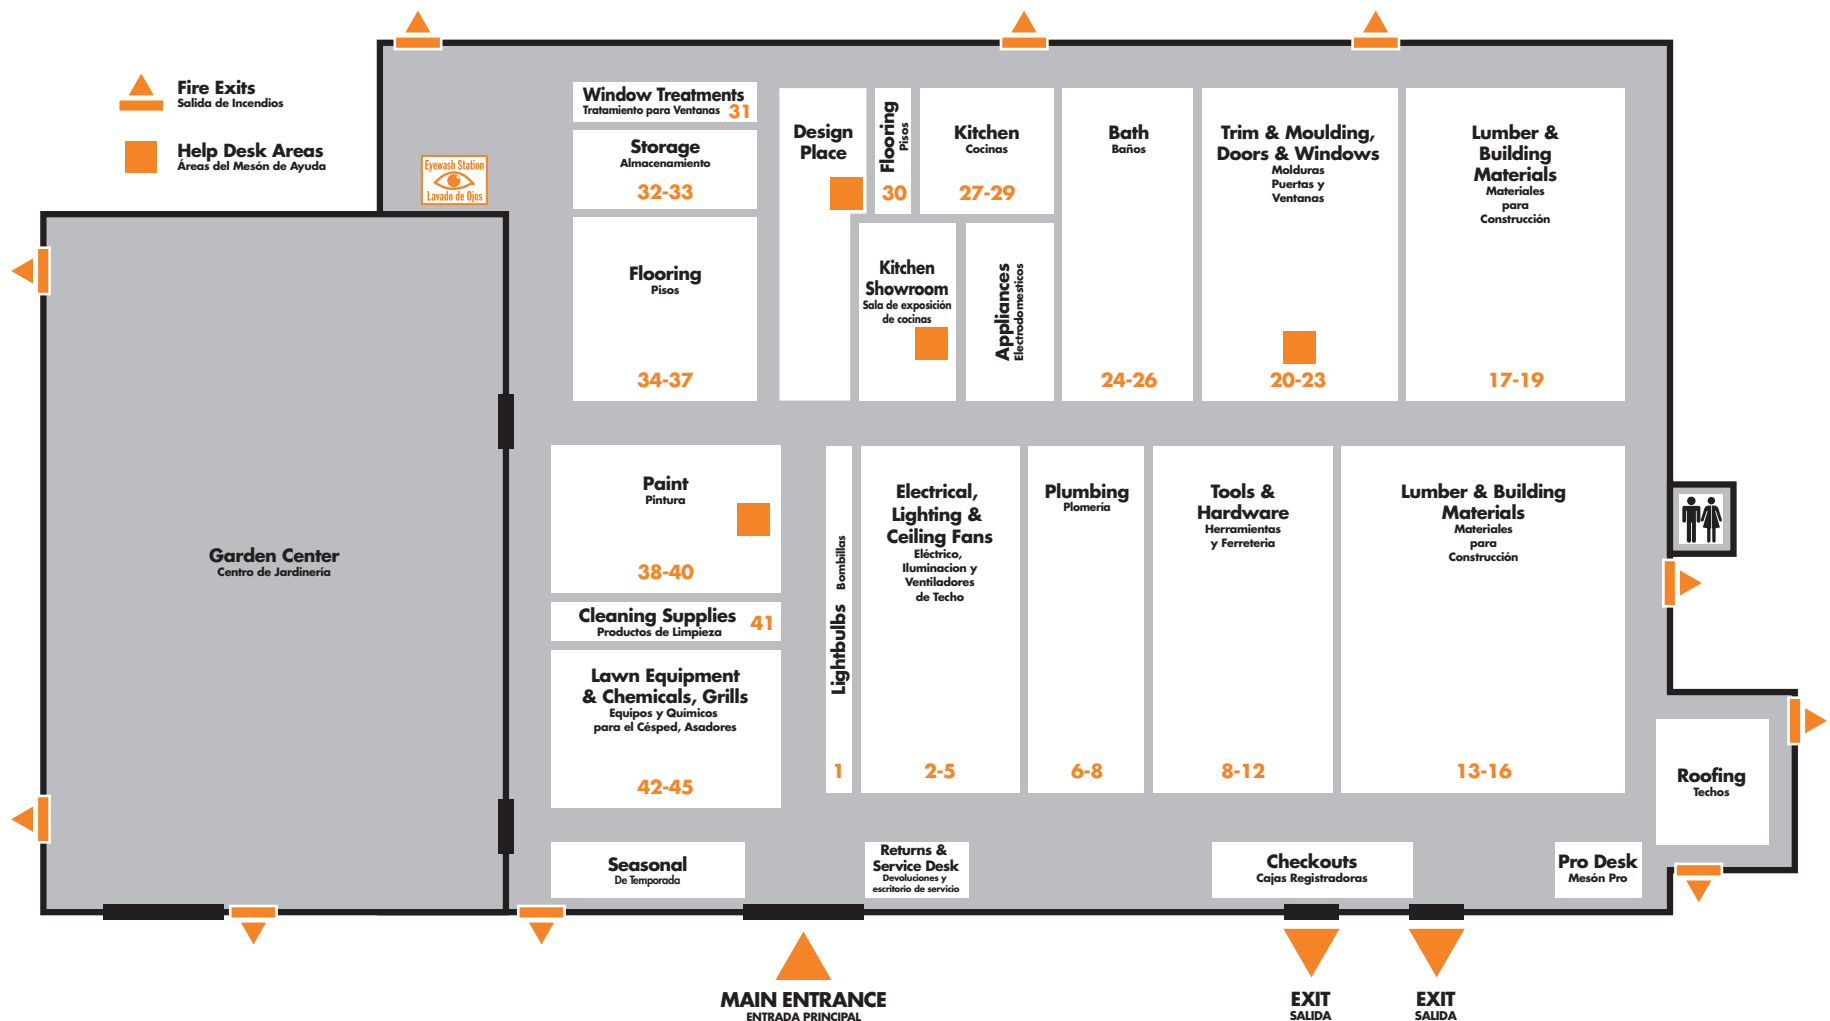 Fire Exits
Salida de Incendios
Help Desk Areas
Áreas del Mesón de Ayuda
Eyewash Station
Lavado de Ojos
Window Treatments
Tratamiento para Ventanas 31
Storage
Almacenamiento
32-33
Flooring
Pisos
34-37
Design
Place
Flooring
Pisos
30
Kitchen
Cocinas
27-29
Kitchen
Showroom
Sala de exposición
de cocinas
Appliances
Electrodomesticos
Bath
Baños
24-26
Trim & Moulding,
Doors & Windows
Molduras
Puertas y
Ventanas
20-23
Lumber &
Building
Materials
Materiales
para
Construcción
17-19
Garden Center
Centro de Jardinería
Paint
Pintura
38-40
Cleaning Supplies 41
Productos de Limpieza
Lawn Equipment
& Chemicals, Grills
Equipos y Químicos
para el Césped, Asadores
42-45
Lightbulbs Bombillas
1
Electrical,
Lighting &
Ceiling Fans
Eléctrico,
Iluminacion y
Ventiladores
de Techo
2-5
Plumbing
Plomería
6-8
Tools &
Hardware
Herramientas
y Ferreteria
8-12
Lumber & Building
Materials
Materiales
para
Construcción
13-16
Roofing
Techos
Seasonal
De Temporada
Returns &
Service Desk
Devoluciones y
escritorio de servicio
Checkouts
Cajas Registradoras
Pro Desk
Mesón Pro
MAIN ENTRANCE
ENTRADA PRINCIPAL
EXIT
SALIDA
EXIT
SALIDA